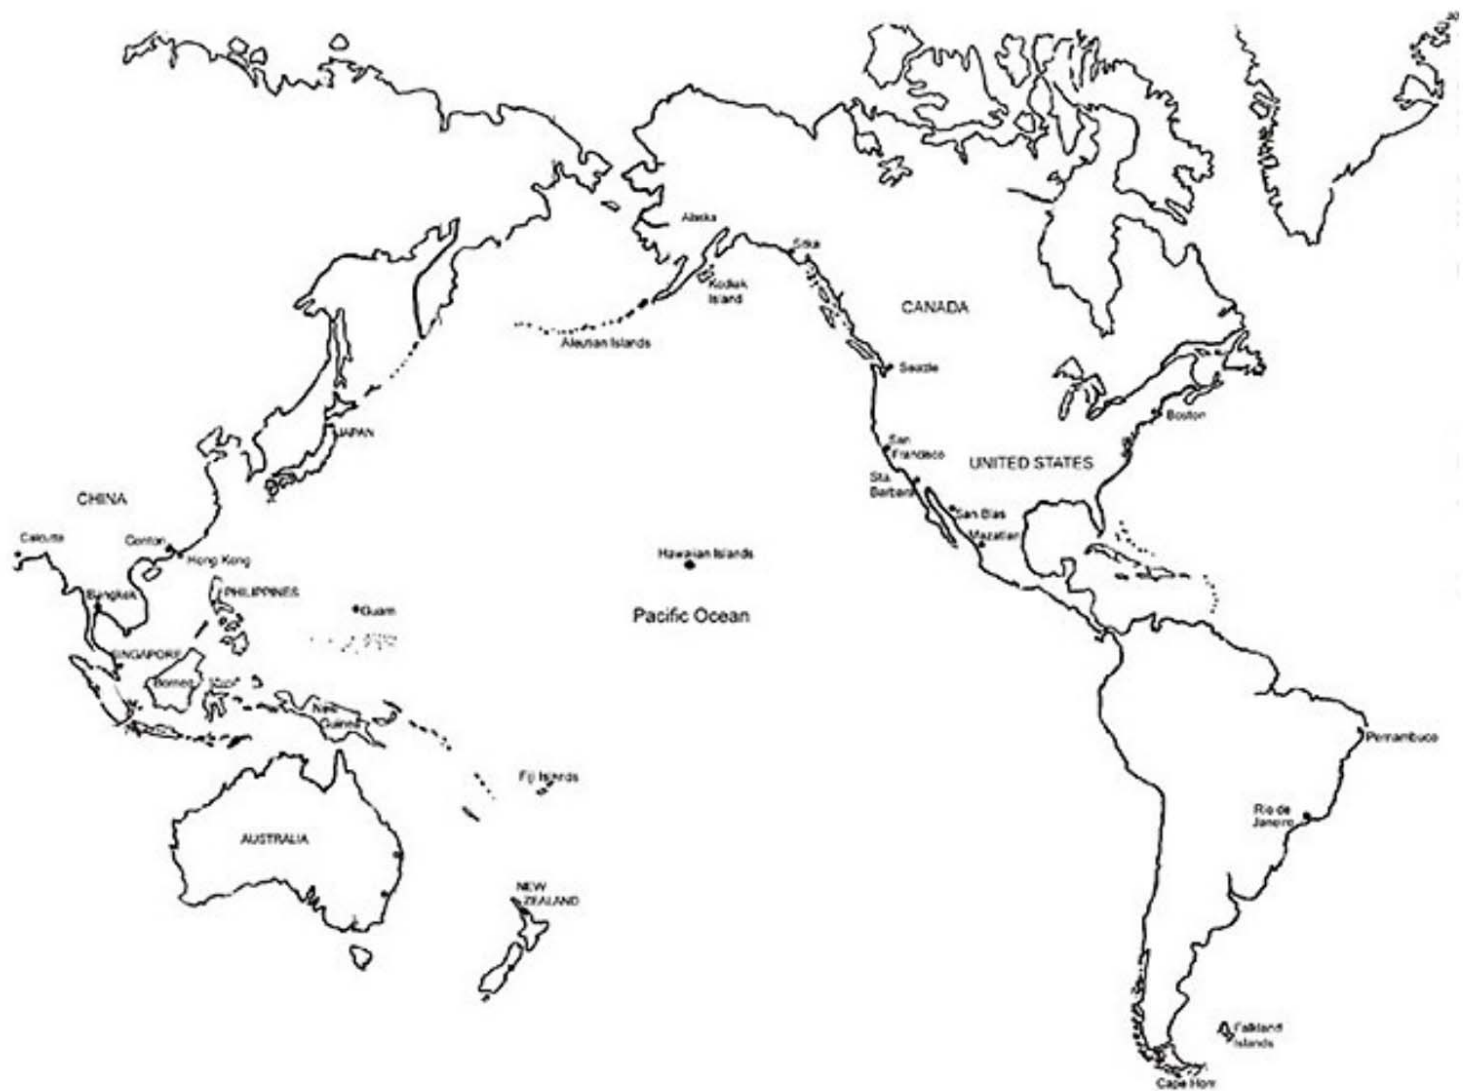 Alaska
Sitka
Kodiak
Island
CANADA
Aleutian Islands
Seattle
Boston
JAPAN
San
Francisco
UNITED STATES
Sta.
Barbara
CHINA
San Blas
Mazatlan
Calcutta
Canton
Hong Kong
Hawaiian Islands
Bangkok
PHILIPPINES
Guam
Pacific Ocean
SINGAPORE
Borneo
New
Guinea
Pernambuco
Fiji Islands
Rio de
Janeiro
AUSTRALIA
NEW
ZEALAND
Falkland
Islands
Cape Horn